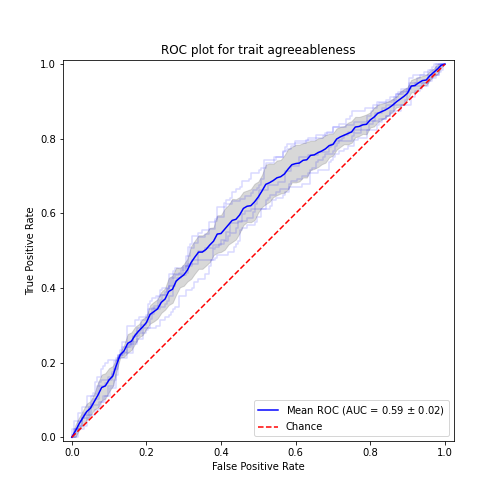 ROC plot for trait agreeableness
1.0
0.8
0.6
0.4
0.2
0.0
True Positive Rate
0.0 0.2 0.4 0.6 0.8 1.0
False Positive Rate
Mean ROC (AUC = 0.59 ± 0.02)
Chance